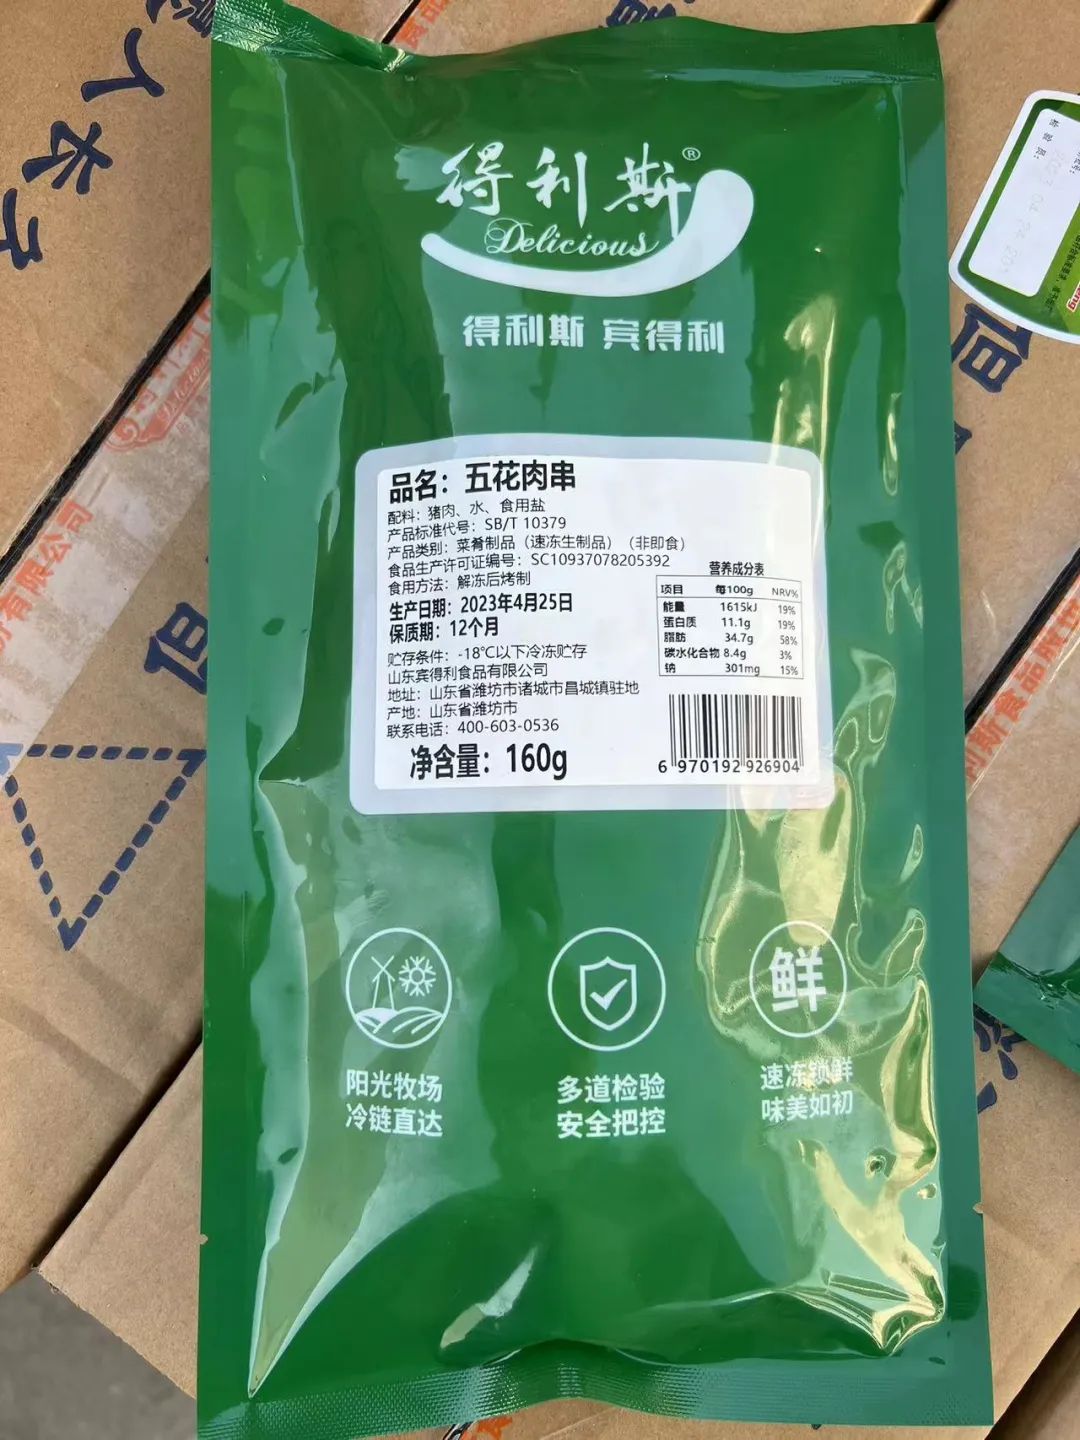 得利斯®
Delicious
得利斯 宾得利
品名：五花肉串
配料：猪肉、水、食用盐
产品标准代号：SB/T 10379
产品类别：菜肴制品（速冻生制品）（非即食）
食品生产许可证编号：SC10937078205392
食用方法：解冻后烤制
生产日期：2023年4月25日
保质期：12个月
贮存条件：-18℃以下冷冻贮存
山东宾得利食品有限公司
地址：山东省潍坊市诸城市昌城镇驻地
产地：山东省潍坊市
联系电话：400-603-0536
净含量：160g
营养成分表
项目 每100g NRV%
能量 1615kJ 19%
蛋白质 11.1g 19%
脂肪 34.7g 58%
碳水化合物 8.4g 3%
钠 301mg 15%
6 970192 926904
鲜
阳光牧场
冷链直达
多道检验
安全把控
速冻锁鲜
味美如初
有限公司
利斯食品